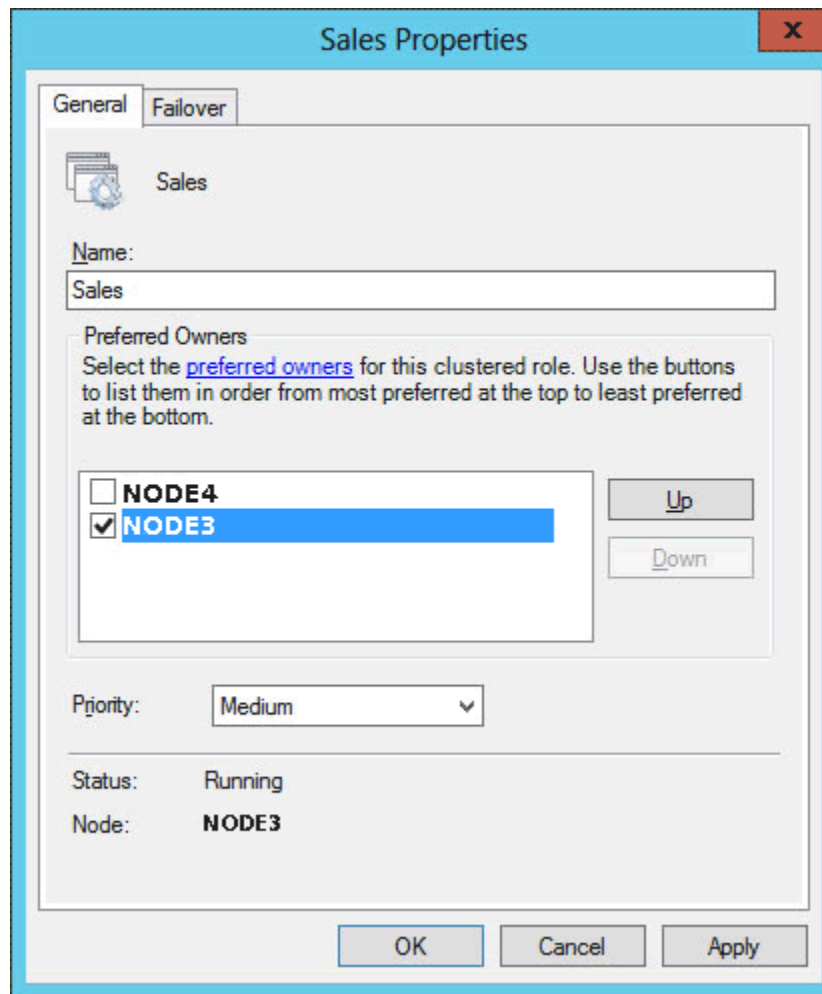 Sales Properties
x
General Failover
Sales
Name:
Sales
Preferred Owners
Select the preferred owners for this clustered role. Use the buttons
to list them in order from most preferred at the top to least preferred
at the bottom.
NODE4
Up
NODE3
Down
Priority: Medium
Status: Running
Node: NODE3
OK Cancel Apply